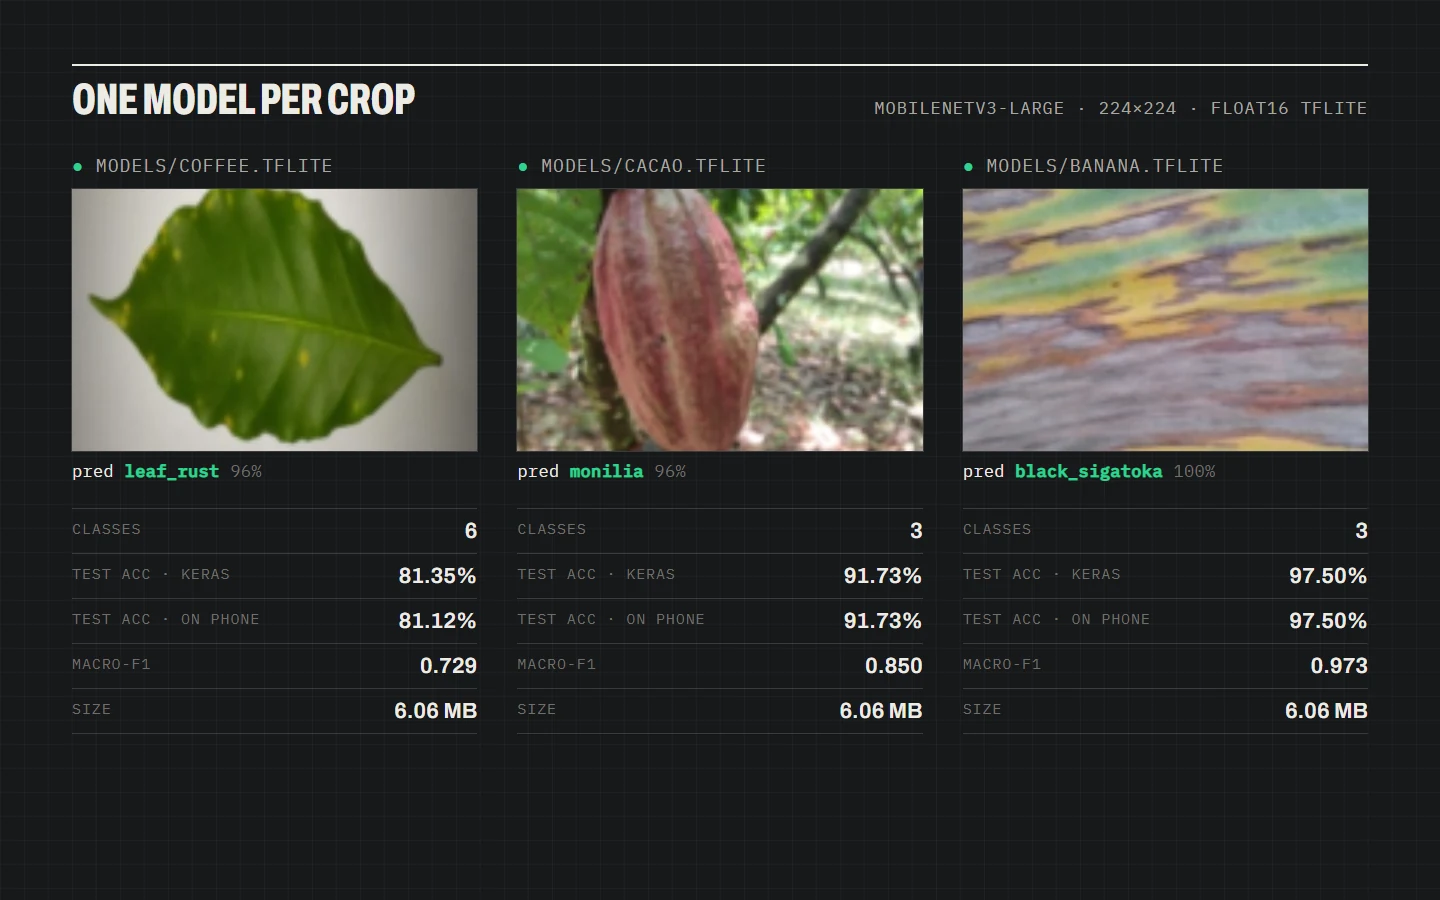 ONE MODEL PER CROP
MOBILENETV3-LARGE · 224×224 · FLOAT16 TFLITE
● MODELS/COFFEE.TFLITE
pred leaf_rust 96%
CLASSES 6
TEST ACC · KERAS 81.35%
TEST ACC · ON PHONE 81.12%
MACRO-F1 0.729
SIZE 6.06 MB
● MODELS/CACAO.TFLITE
pred monilia 96%
CLASSES 3
TEST ACC · KERAS 91.73%
TEST ACC · ON PHONE 91.73%
MACRO-F1 0.850
SIZE 6.06 MB
● MODELS/BANANA.TFLITE
pred black_sigatoka 100%
CLASSES 3
TEST ACC · KERAS 97.50%
TEST ACC · ON PHONE 97.50%
MACRO-F1 0.973
SIZE 6.06 MB